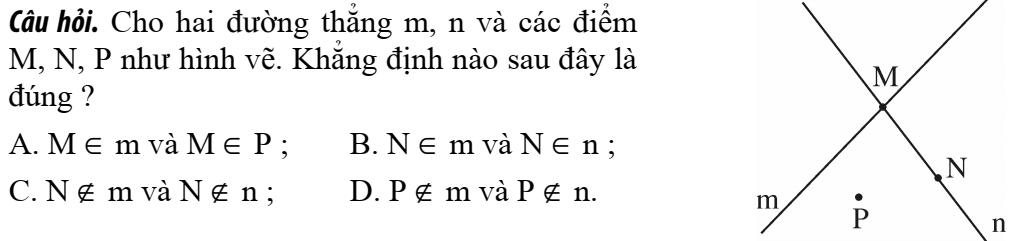 Câu hỏi. Cho hai đường thẳng m, n và các điểm
M, N, P như hình vẽ. Khẳng định nào sau đây là
đúng ?
A. M ∈ m và M ∈ P ; B. N ∈ m và N ∈ n ;
C. N ∉ m và N ∉ n ; D. P ∉ m và P ∉ n.
M
N
m
P
n